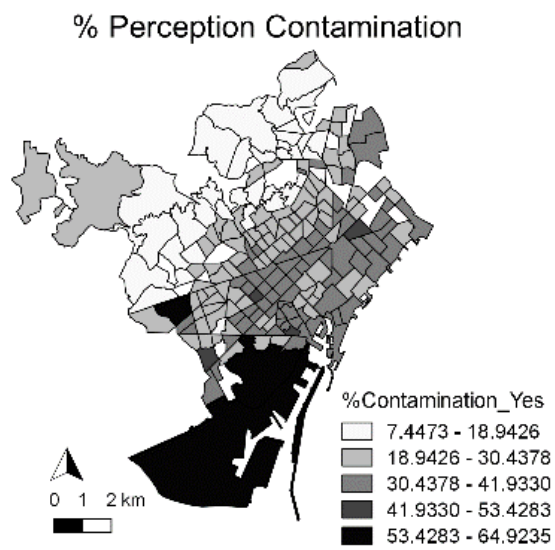 % Perception Contamination
%Contamination_Yes
7.4473 - 18.9426
18.9426 - 30.4378
30.4378 - 41.9330
41.9330 - 53.4283
53.4283 - 64.9235
0 1 2 km